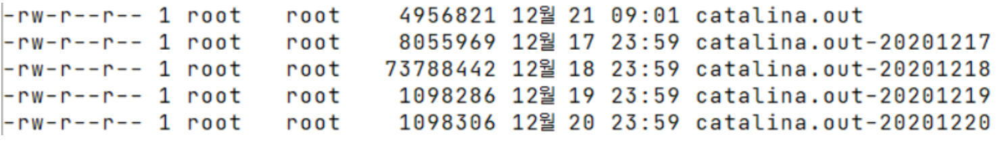 -rw-r--r-- 1 root   root    4956821 12월 21 09:01 catalina.out
-rw-r--r-- 1 root   root    8055969 12월 17 23:59 catalina.out-20201217
-rw-r--r-- 1 root   root   73788442 12월 18 23:59 catalina.out-20201218
-rw-r--r-- 1 root   root    1098286 12월 19 23:59 catalina.out-20201219
-rw-r--r-- 1 root   root    1098306 12월 20 23:59 catalina.out-20201220